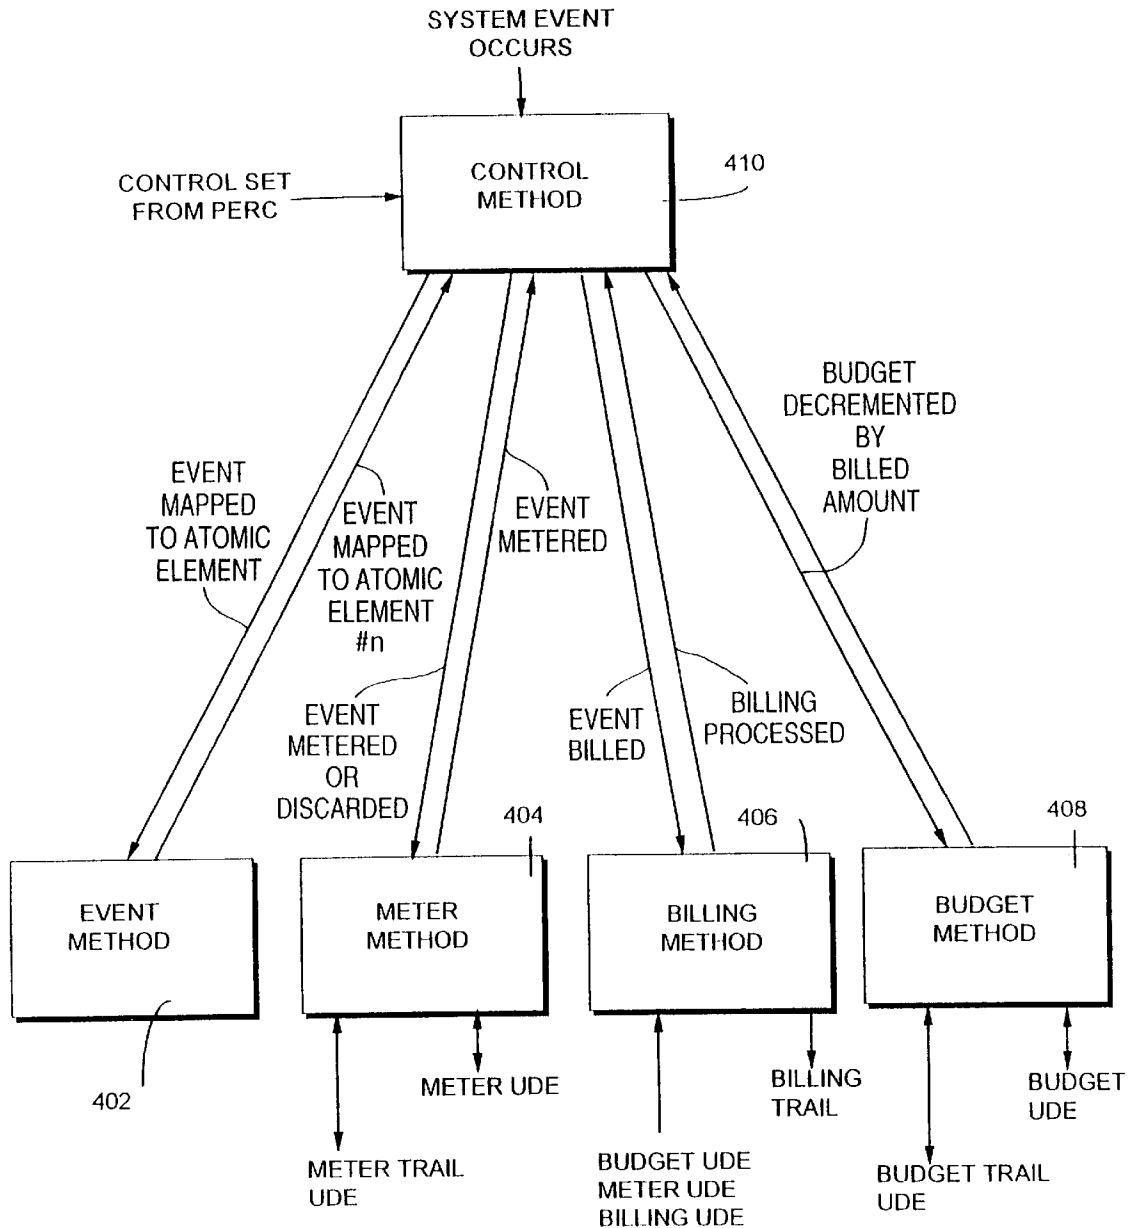 SYSTEM EVENT
OCCURS
CONTROL
METHOD
410
CONTROL SET
FROM PERC
BUDGET
DECREMENTED
BY
BILLED
AMOUNT
EVENT
MAPPED
TO ATOMIC
ELEMENT
EVENT
MAPPED
TO ATOMIC
ELEMENT
#n
EVENT
METERED
EVENT
METERED
OR
DISCARDED
EVENT
BILLED
BILLING
PROCESSED
404
406
408
EVENT
METHOD
METER
METHOD
BILLING
METHOD
BUDGET
METHOD
402
METER UDE
METER TRAIL
UDE
BILLING
TRAIL
BUDGET UDE
METER UDE
BILLING UDE
BUDGET
UDE
BUDGET TRAIL
UDE